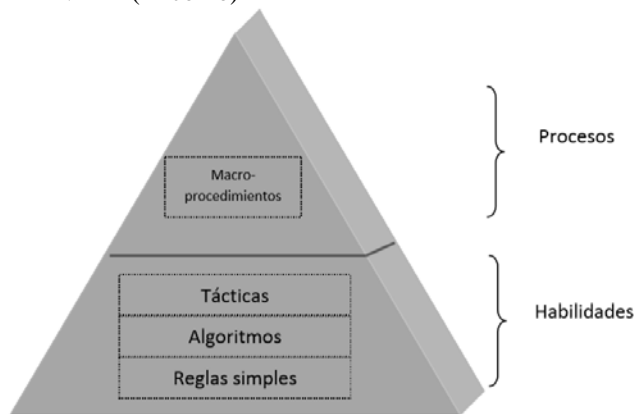 Macro-
procedimientos
Procesos
Tácticas
Algoritmos
Reglas simples
Habilidades